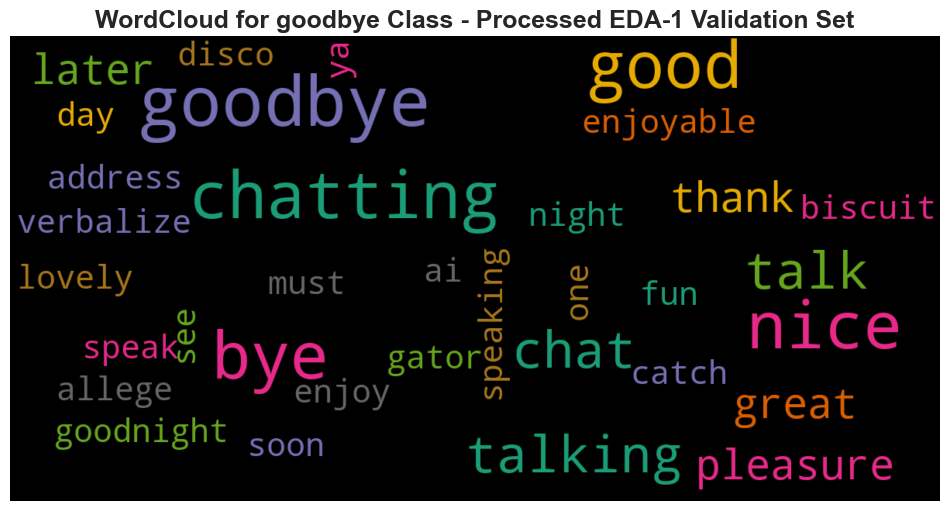 WordCloud for goodbye Class - Processed EDA-1 Validation Set
later
disco
ya
good
day
goodbye
enjoyable
address
chatting
thank
verbalize
night
biscuit
lovely
must
ai
speaking
one
fun
talk
nice
speak
see
bye
gator
chat
catch
allege
enjoy
great
goodnight
soon
talking
pleasure